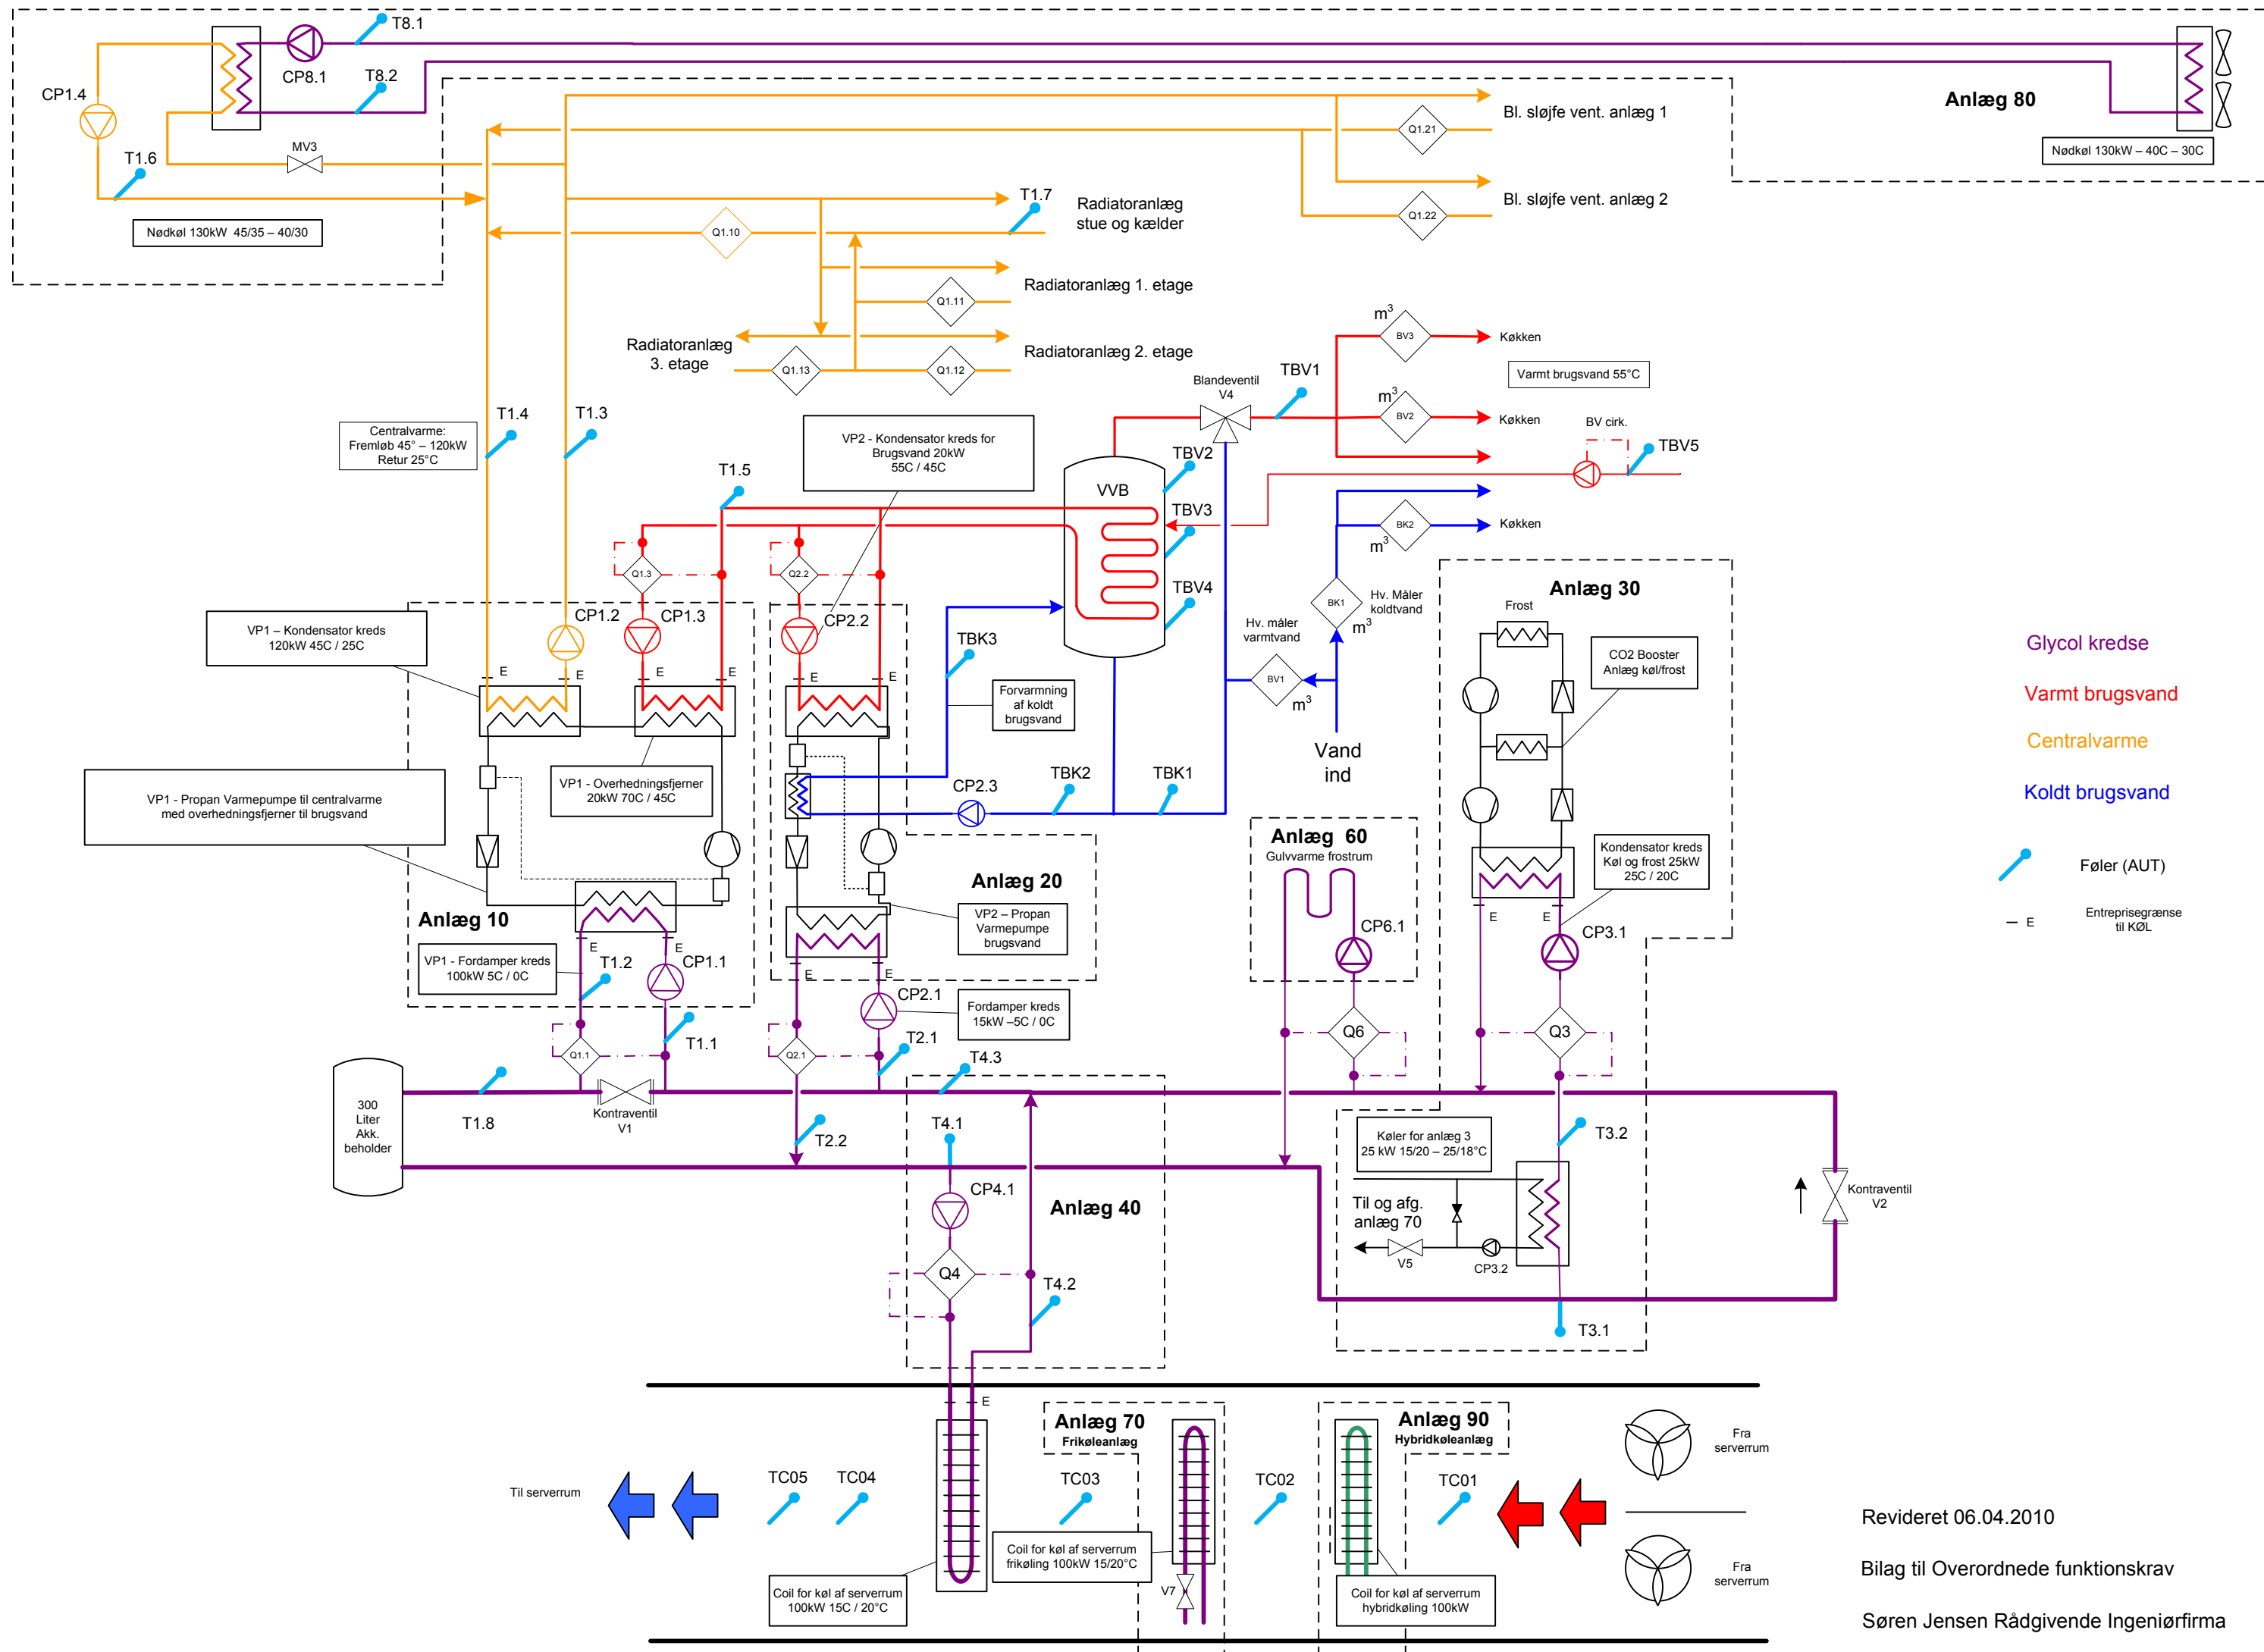 T8.1
CP8.1
T8.2
CP1.4
MV3
T1.6
Nødkøl 130kW 45/35 – 40/30
Bl. sløjfe vent. anlæg 1
Q1.21
Bl. sløjfe vent. anlæg 2
Q1.22
Anlæg 80
Nødkøl 130kW – 40C – 30C
T1.7
Radiatoranlæg
stue og kælder
Q1.10
Radiatoranlæg 1. etage
Q1.11
Radiatoranlæg
3. etage
Radiatoranlæg 2. etage
Q1.13
Q1.12
m3
BV3
Køkken
Varmt brugsvand 55°C
Blandeventil
V4
TBV1
m3
BV2
Køkken
BV cirk.
TBV5
T1.4
T1.3
Centralvarme:
Fremløb 45° – 120kW
Retur 25°C
VP2 - Kondensator kreds for
Brugsvand 20kW
55C / 45C
T1.5
VVB
TBV2
TBV3
TBV4
BK2
m3
Køkken
Q1.3
Q2.2
BK1
Hv. Måler
koldtvand
m3
Hv. måler
varmtvand
BV1
m3
Vand
ind
VP1 – Kondensator kreds
120kW 45C / 25C
CP1.2
CP1.3
CP2.2
E
E
E
E
E
E
TBK3
Forvarmning
af koldt
brugsvand
VP1 - Overhedningsfjerner
20kW 70C / 45C
CP2.3
TBK2
TBK1
VP1 - Propan Varmepumpe til centralvarme
med overhedningsfjerner til brugsvand
Anlæg 10
VP1 - Fordamper kreds
100kW 5C / 0C
E
E
T1.2
CP1.1
T1.1
Q1.1
Anlæg 20
VP2 – Propan
Varmepumpe
brugsvand
E
E
CP2.1
Fordamper kreds
15kW –5C / 0C
Q2.1
T2.1
T2.2
T4.3
Anlæg 60
Gulvvarme frostrum
CP6.1
Q6
Anlæg 30
Frost
CO2 Booster
Anlæg køl/frost
Kondensator kreds
Køl og frost 25kW
25C / 20C
E
E
CP3.1
Q3
Glycol kredse
Varmt brugsvand
Centralvarme
Koldt brugsvand
Føler (AUT)
E
Entreprisegrænse
til KØL
300
Liter
Akk.
beholder
T1.8
Kontraventil
V1
T4.1
CP4.1
Anlæg 40
Q4
T4.2
Køler for anlæg 3
25 kW 15/20 – 25/18°C
T3.2
Til og afg.
anlæg 70
V5
CP3.2
T3.1
Kontraventil
V2
E
Anlæg 70
Frikøleanlæg
Anlæg 90
Hybridkøleanlæg
Fra
serverrum
Til serverrum
TC05
TC04
TC03
TC02
TC01
Coil for køl af serverrum
frikøling 100kW 15/20°C
Coil for køl af serverrum
100kW 15C / 20°C
V7
Coil for køl af serverrum
hybridkøling 100kW
Fra
serverrum
Revideret 06.04.2010
Bilag til Overordnede funktionskrav
Søren Jensen Rådgivende Ingeniørfirma